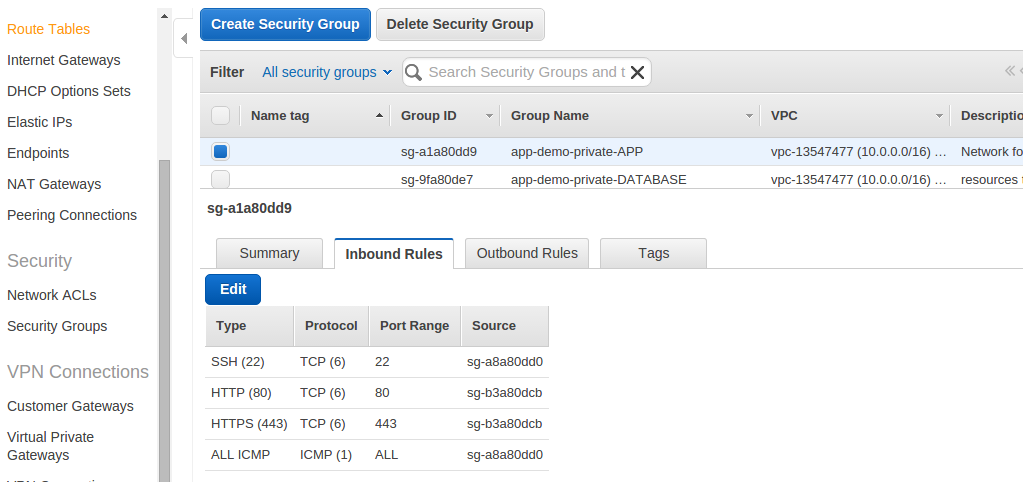 Route Tables
Internet Gateways
DHCP Options Sets
Elastic IPs
Endpoints
NAT Gateways
Peering Connections
Security
Network ACLs
Security Groups
VPN Connections
Customer Gateways
Virtual Private
Gateways
Create Security Group Delete Security Group
Filter All security groups Search Security Groups and t
Name tag Group ID Group Name VPC Descriptio
sg-a1a80dd9 app-demo-private-APP vpc-13547477 (10.0.0.0/16) … Network fo
sg-9fa80de7 app-demo-private-DATABASE vpc-13547477 (10.0.0.0/16) … resources
sg-a1a80dd9
Summary Inbound Rules Outbound Rules Tags
Edit
Type Protocol Port Range Source
SSH (22) TCP (6) 22 sg-a8a80dd0
HTTP (80) TCP (6) 80 sg-b3a80dcb
HTTPS (443) TCP (6) 443 sg-b3a80dcb
ALL ICMP ICMP (1) ALL sg-a8a80dd0